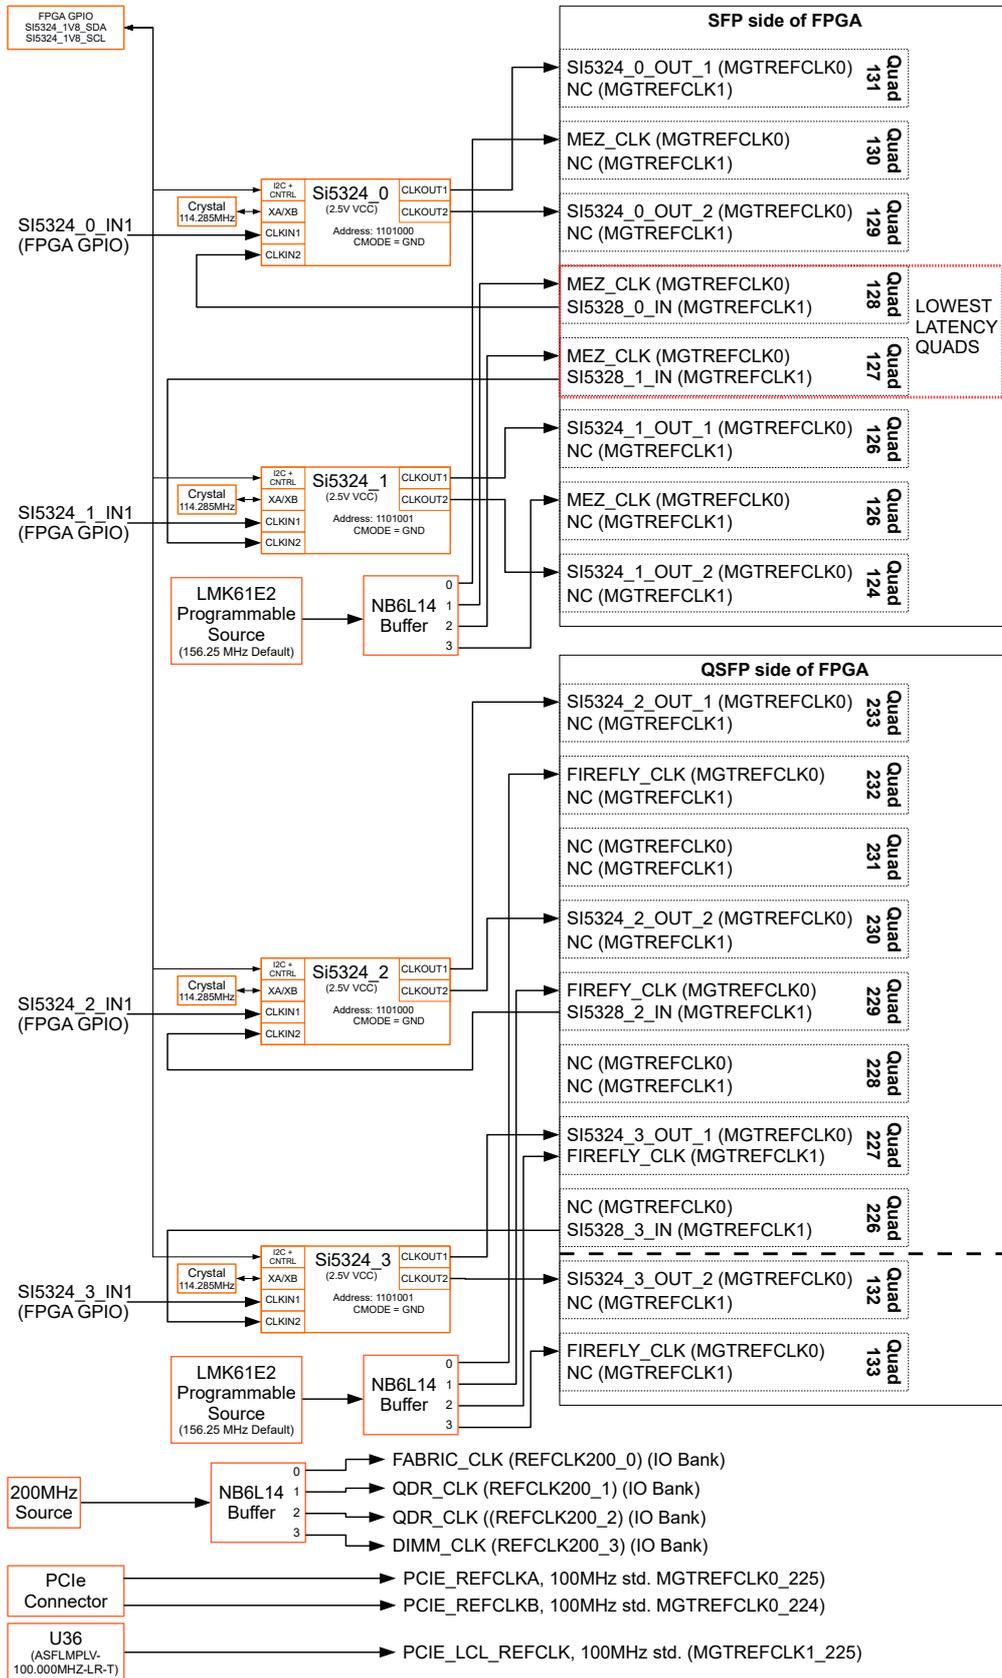 FPGA GPIO
SI5324_1V8_SDA
SI5324_1V8_SCL
SFP side of FPGA
SI5324_0_OUT_1 (MGTREFCLK0)
NC (MGTREFCLK1)
Quad
131
MEZ_CLK (MGTREFCLK0)
NC (MGTREFCLK1)
Quad
130
SI5324_0_OUT_2 (MGTREFCLK0)
NC (MGTREFCLK1)
Quad
129
MEZ_CLK (MGTREFCLK0)
SI5328_0_IN (MGTREFCLK1)
Quad
128
MEZ_CLK (MGTREFCLK0)
SI5328_1_IN (MGTREFCLK1)
Quad
127
LOWEST
LATENCY
QUADS
SI5324_1_OUT_1 (MGTREFCLK0)
NC (MGTREFCLK1)
Quad
126
MEZ_CLK (MGTREFCLK0)
NC (MGTREFCLK1)
Quad
126
SI5324_1_OUT_2 (MGTREFCLK0)
NC (MGTREFCLK1)
Quad
124
SI5324_0_IN1
(FPGA GPIO)
Crystal
114.285MHz
I2C +
CNTRL
XA/XB
CLKIN1
CLKIN2
Si5324_0
(2.5V VCC)
Address: 1101000
CMODE = GND
CLKOUT1
CLKOUT2
SI5324_1_IN1
(FPGA GPIO)
Crystal
114.285MHz
I2C +
CNTRL
XA/XB
CLKIN1
CLKIN2
Si5324_1
(2.5V VCC)
Address: 1101001
CMODE = GND
CLKOUT1
CLKOUT2
LMK61E2
Programmable
Source
(156.25 MHz Default)
NB6L14
Buffer
0
1
2
3
QSFP side of FPGA
SI5324_2_OUT_1 (MGTREFCLK0)
NC (MGTREFCLK1)
Quad
233
FIREFLY_CLK (MGTREFCLK0)
NC (MGTREFCLK1)
Quad
232
NC (MGTREFCLK0)
NC (MGTREFCLK1)
Quad
231
SI5324_2_OUT_2 (MGTREFCLK0)
NC (MGTREFCLK1)
Quad
230
FIREFY_CLK (MGTREFCLK0)
SI5328_2_IN (MGTREFCLK1)
Quad
229
NC (MGTREFCLK0)
NC (MGTREFCLK1)
Quad
228
SI5324_3_OUT_1 (MGTREFCLK0)
FIREFLY_CLK (MGTREFCLK1)
Quad
227
NC (MGTREFCLK0)
SI5328_3_IN (MGTREFCLK1)
Quad
226
SI5324_3_OUT_2 (MGTREFCLK0)
NC (MGTREFCLK1)
Quad
132
FIREFLY_CLK (MGTREFCLK0)
NC (MGTREFCLK1)
Quad
133
SI5324_2_IN1
(FPGA GPIO)
Crystal
114.285MHz
I2C +
CNTRL
XA/XB
CLKIN1
CLKIN2
Si5324_2
(2.5V VCC)
Address: 1101000
CMODE = GND
CLKOUT1
CLKOUT2
SI5324_3_IN1
(FPGA GPIO)
Crystal
114.285MHz
I2C +
CNTRL
XA/XB
CLKIN1
CLKIN2
Si5324_3
(2.5V VCC)
Address: 1101001
CMODE = GND
CLKOUT1
CLKOUT2
LMK61E2
Programmable
Source
(156.25 MHz Default)
NB6L14
Buffer
0
1
2
3
200MHz
Source
NB6L14
Buffer
0
1
2
3
FABRIC_CLK (REFCLK200_0) (IO Bank)
QDR_CLK (REFCLK200_1) (IO Bank)
QDR_CLK ((REFCLK200_2) (IO Bank)
DIMM_CLK (REFCLK200_3) (IO Bank)
PCIe
Connector
PCIE_REFCLKA, 100MHz std. MGTREFCLK0_225)
PCIE_REFCLKB, 100MHz std. MGTREFCLK0_224)
U36
(ASFLMPLV-
100.000MHZ-LR-T)
PCIE_LCL_REFCLK, 100MHz std. (MGTREFCLK1_225)